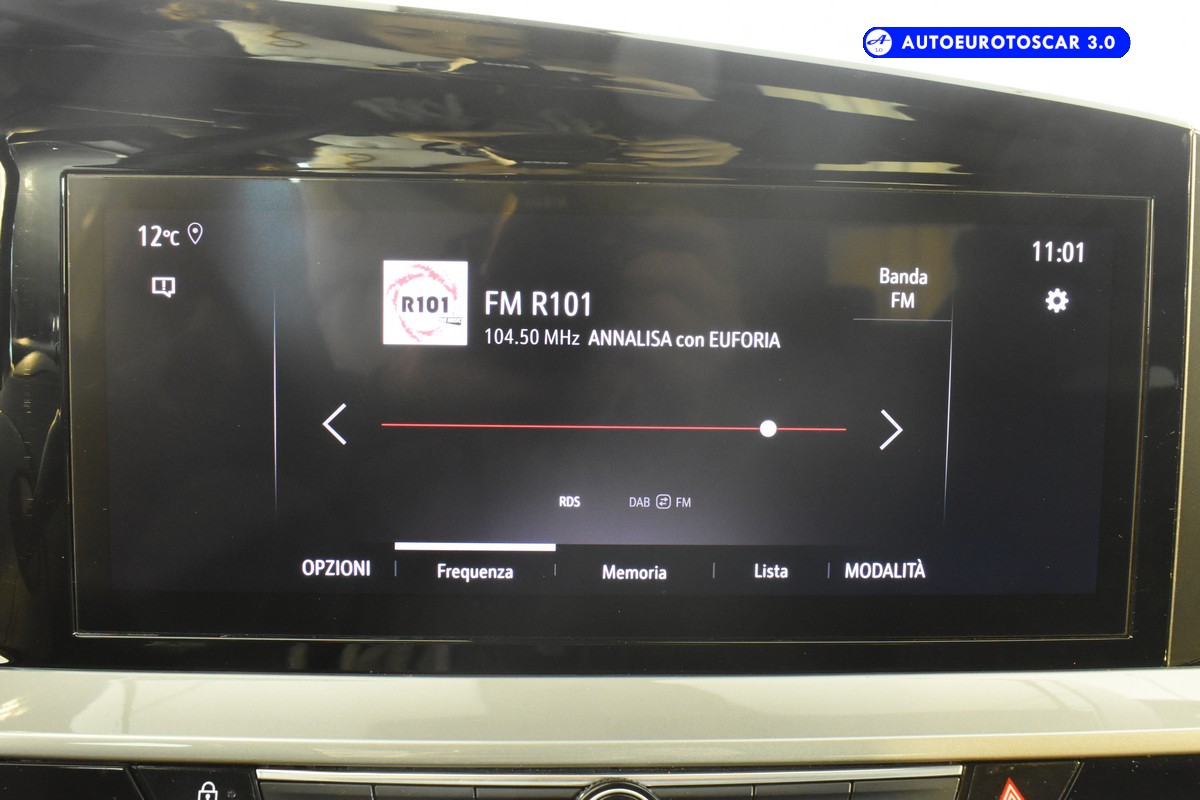 AUTOEUROTOSCAR 3.0
12°C
11:01
R101
FM R101
104.50 MHz ANNALISA con EUFORIA
Banda
FM
RDS
DAB FM
OPZIONI
Frequenza
Memoria
Lista
MODALITÀ